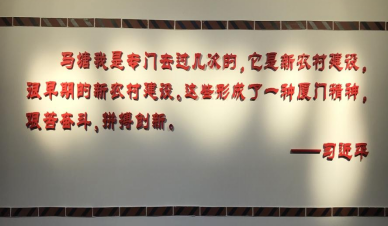 马塘我是专门去过几次的，它是新农村建设，
很早期的新农村建设。这些形成了一种厦门精神，
艰苦奋斗，拼搏创新。
——习近平